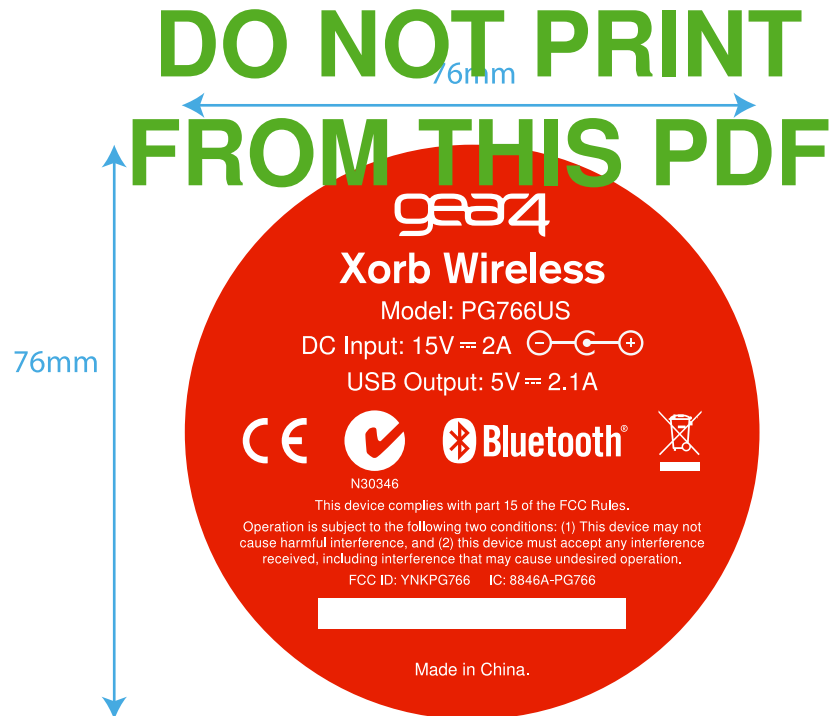 DO NOT PRINT
76mm
FROM THIS PDF
gear4
Xorb Wireless
Model: PG766US
DC Input: 15V ⎓ 2A
USB Output: 5V ⎓ 2.1A
76mm
CE
Bluetooth®
N30346
This device complies with part 15 of the FCC Rules.
Operation is subject to the following two conditions: (1) This device may not
cause harmful interference, and (2) this device must accept any interference
received, including interference that may cause undesired operation.
FCC ID: YNKPG766 IC: 8846A-PG766
Made in China.